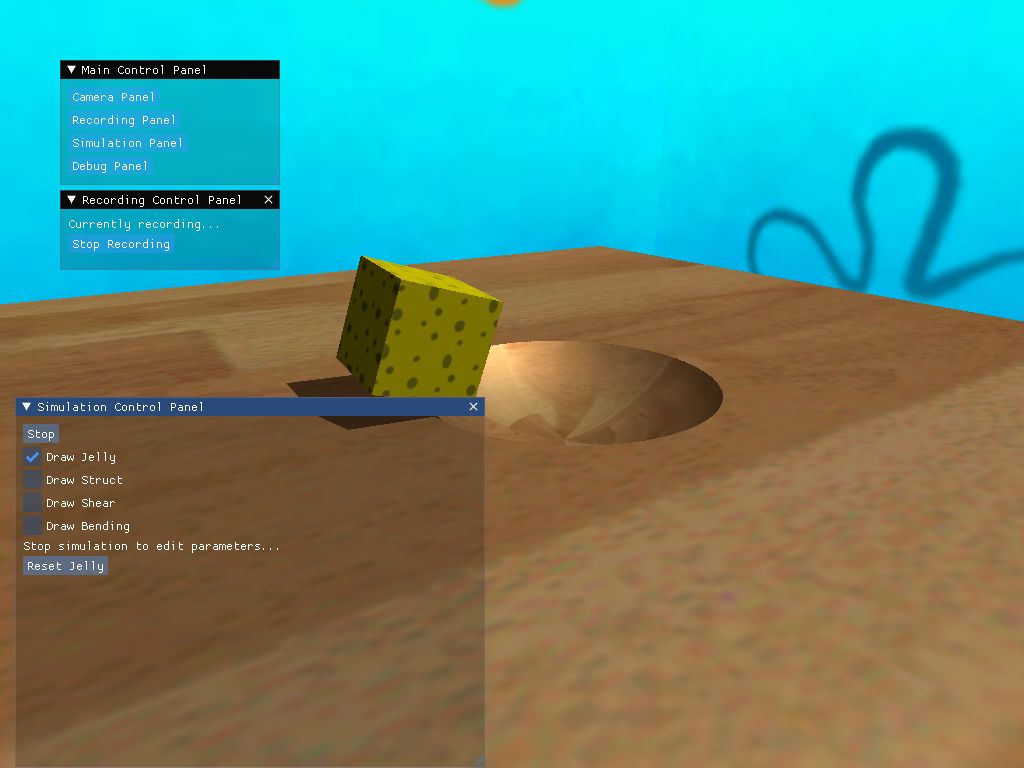 Main Control Panel
Camera Panel
Recording Panel
Simulation Panel
Debug Panel
Recording Control Panel
Currently recording...
Stop Recording
Simulation Control Panel
Stop
Draw Jelly
Draw Struct
Draw Shear
Draw Bending
Stop simulation to edit parameters...
Reset Jelly